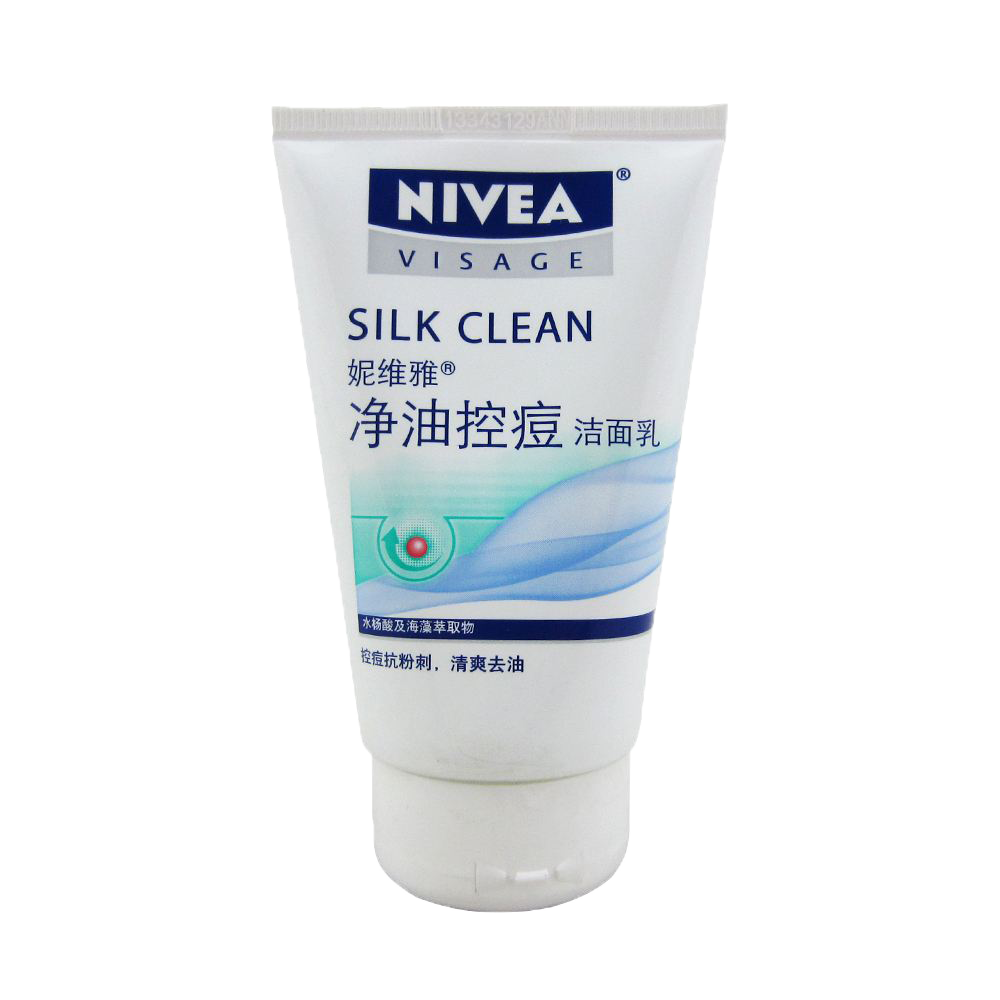 13343129ANN
NIVEA®
VISAGE
SILK CLEAN
妮维雅®
净油控痘 洁面乳
水杨酸及海藻萃取物
控痘抗粉刺，清爽去油